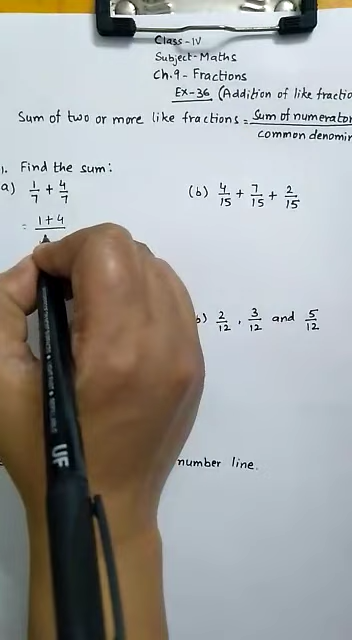 Class-IV
Subject-Maths
Ch.9-Fractions
Ex-36 (Addition of like fractio
Sum of two or more like fractions = Sum of numerator / common denomin
1. Find the sum:
a) 1/7 + 4/7 (b) 4/15 + 7/15 + 2/15
= 1+4
b) 2/12 , 3/12 and 5/12
number line.
UF